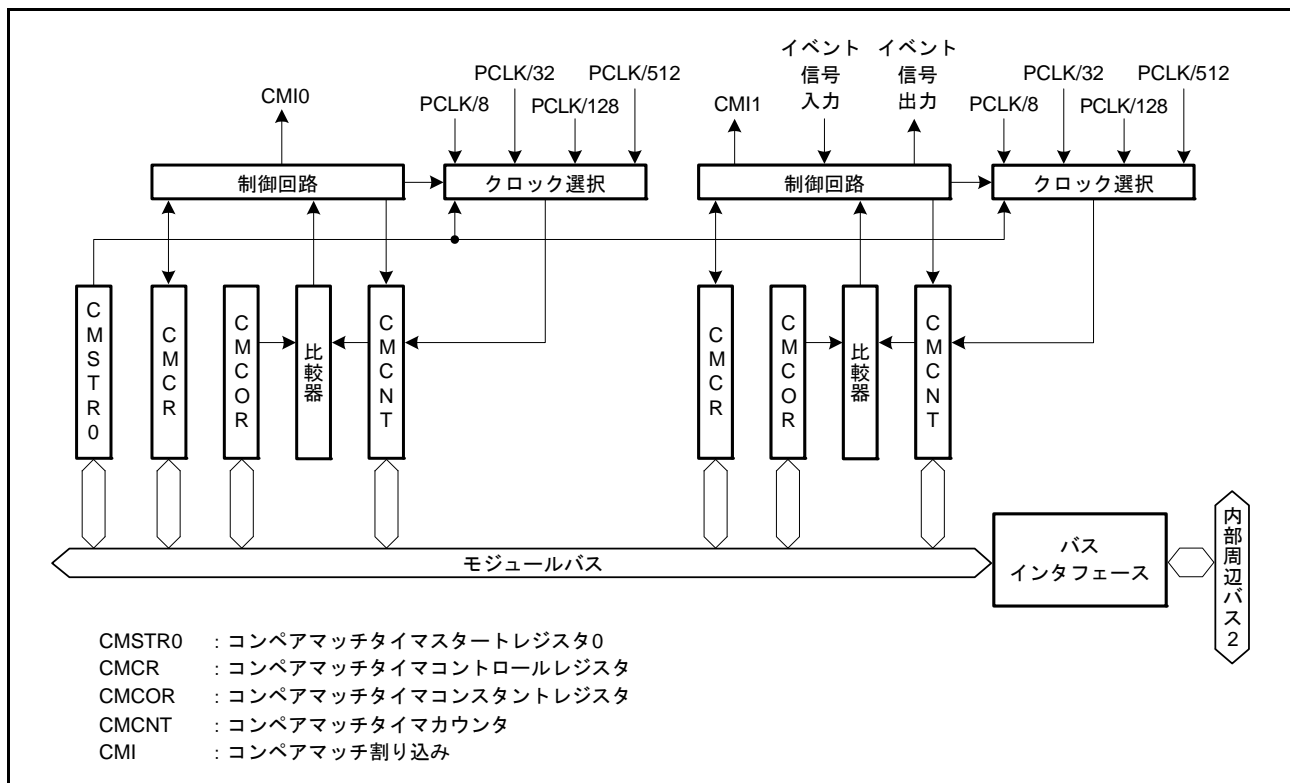 CMI0
PCLK/8
PCLK/32
PCLK/128
PCLK/512
制御回路
クロック選択
CMI1
イベント
信号
入力
イベント
信号
出力
PCLK/8
PCLK/32
PCLK/128
PCLK/512
制御回路
クロック選択
CMSTR0
CMCR
CMCOR
比較器
CMCNT
CMCR
CMCOR
比較器
CMCNT
モジュールバス
バス
インタフェース
内部周辺バス2
CMSTR0 : コンペアマッチタイマスタートレジスタ0
CMCR : コンペアマッチタイマコントロールレジスタ
CMCOR : コンペアマッチタイマコンスタントレジスタ
CMCNT : コンペアマッチタイマカウンタ
CMI : コンペアマッチ割り込み